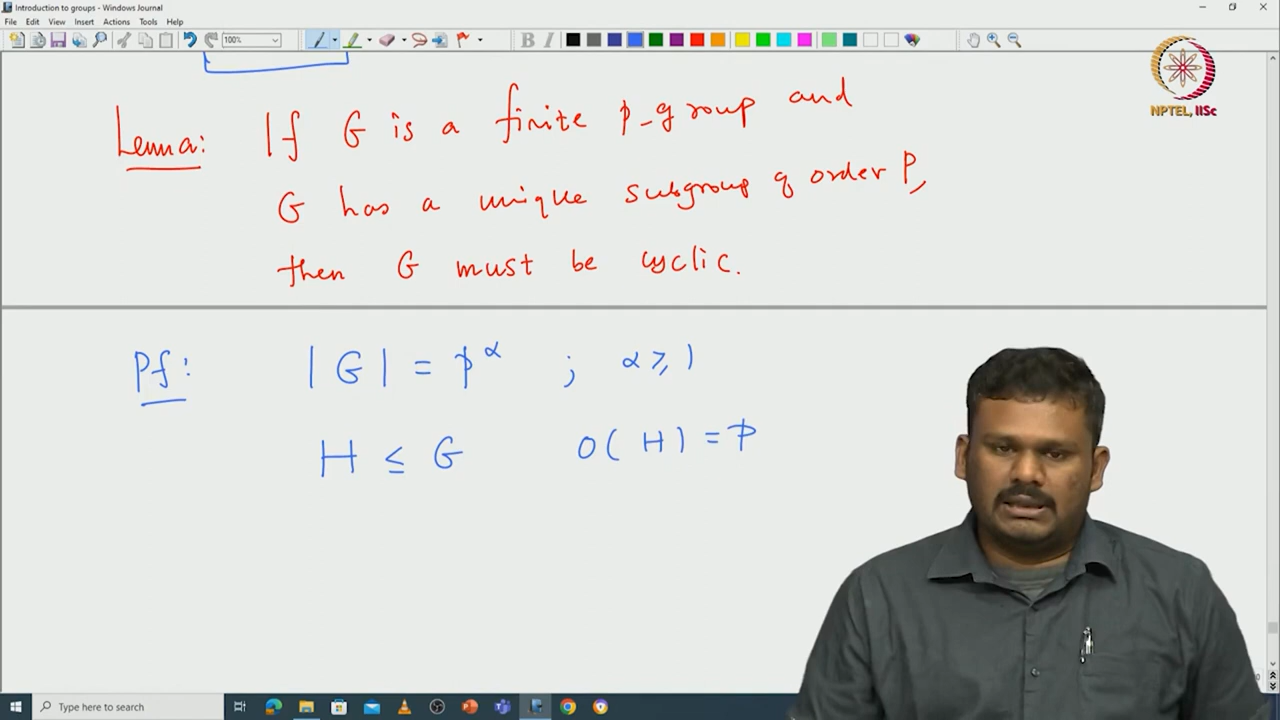 Introduction to groups - Windows Journal
File Edit View Insert Actions Tools Help
100%
B I
NPTEL, IISc
Lemma: If G is a finite p-group and
G has a unique subgroup of order P,
then G must be cyclic.
Pf: |G| = p^α ; α ≥ 1
H ≤ G O(H) = p
Type here to search